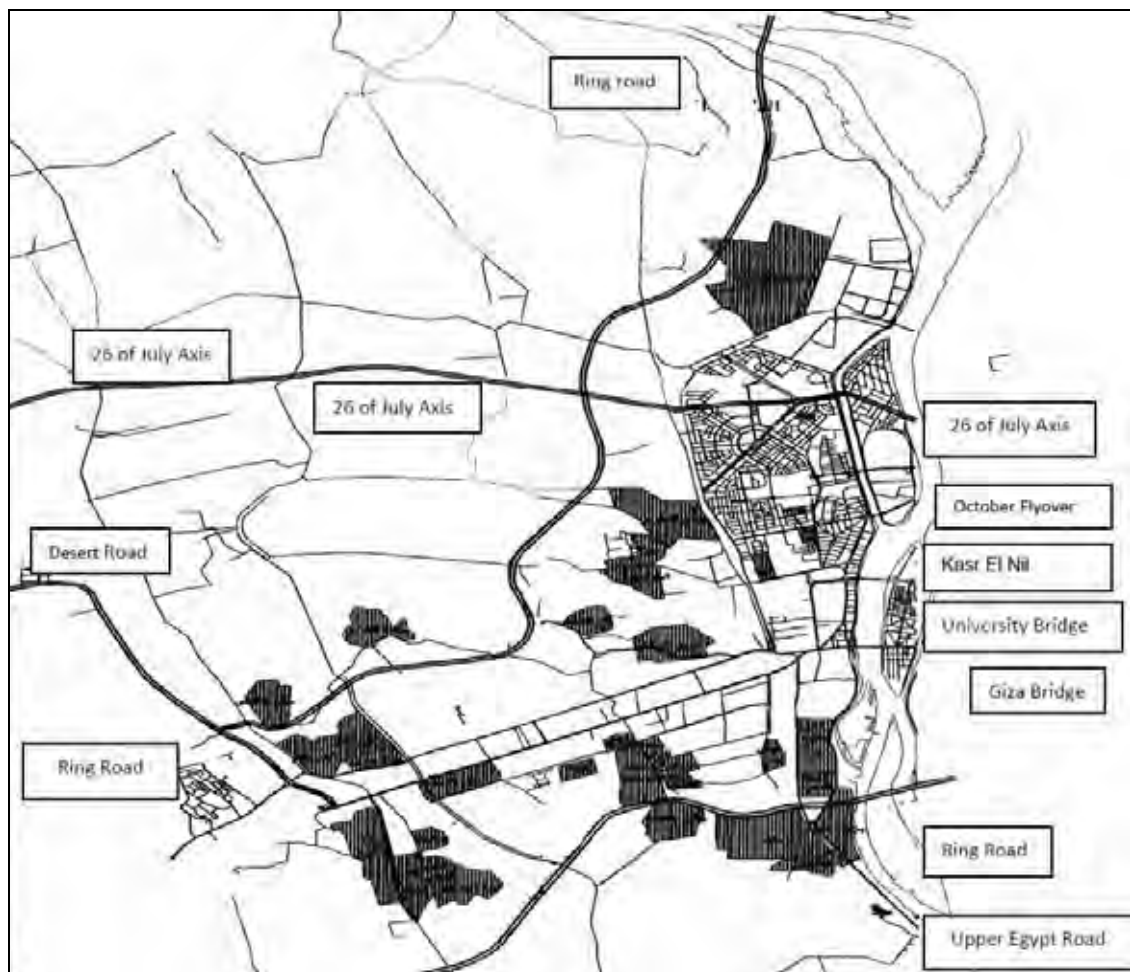 Ring road
26 of July Axis
26 of July Axis
26 of July Axis
October Flyover
Desert Road
Kasr El Nil
University Bridge
Giza Bridge
Ring Road
Ring Road
Upper Egypt Road